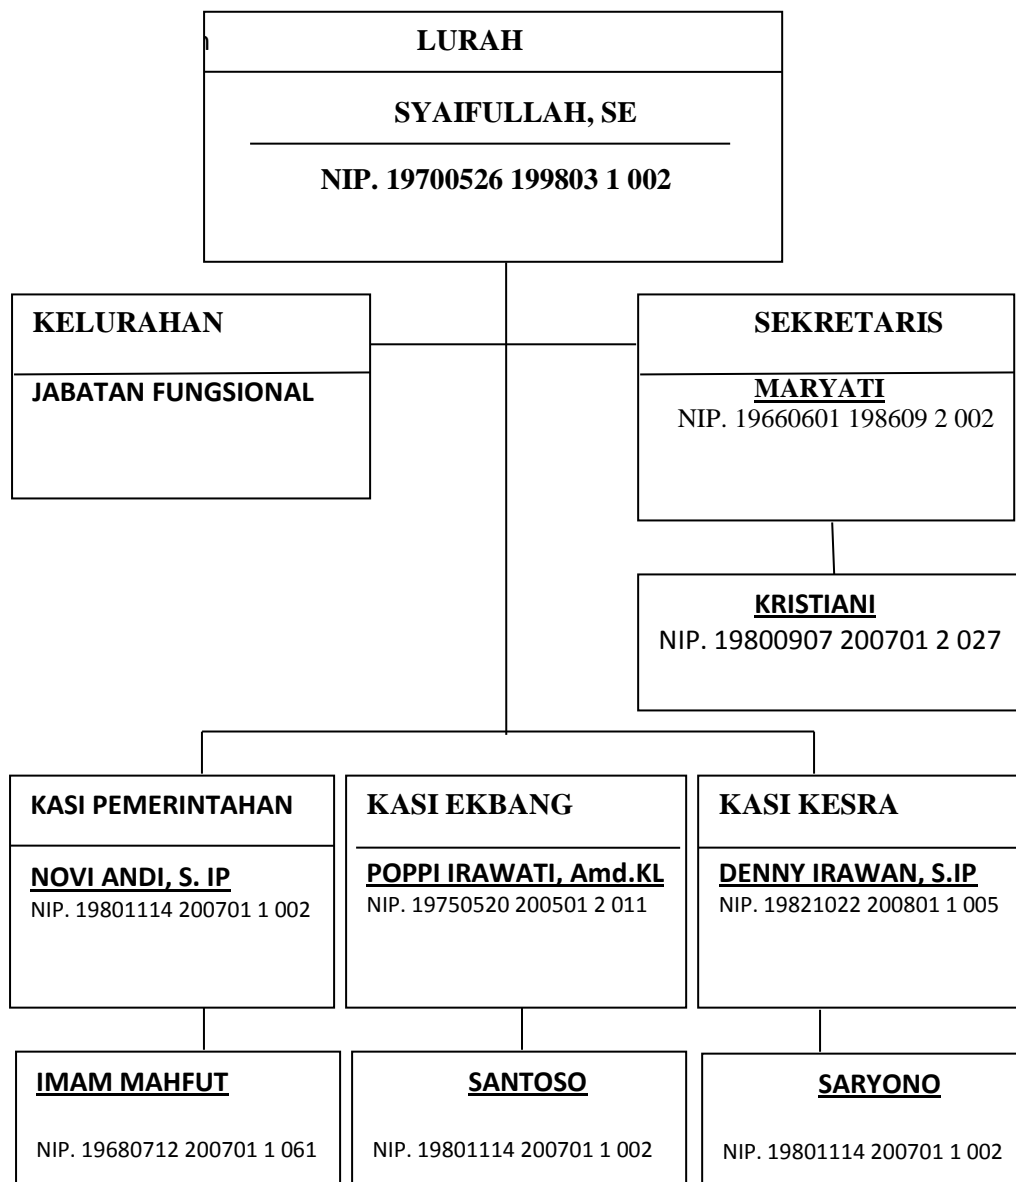 LURAH
SYAIFULLAH, SE
NIP. 19700526 199803 1 002
KELURAHAN
JABATAN FUNGSIONAL
SEKRETARIS
MARYATI
NIP. 19660601 198609 2 002
KRISTIANI
NIP. 19800907 200701 2 027
KASI PEMERINTAHAN
NOVI ANDI, S. IP
NIP. 19801114 200701 1 002
KASI EKBANG
POPPI IRAWATI, Amd.KL
NIP. 19750520 200501 2 011
KASI KESRA
DENNY IRAWAN, S.IP
NIP. 19821022 200801 1 005
IMAM MAHFUT
NIP. 19680712 200701 1 061
SANTOSO
NIP. 19801114 200701 1 002
SARYONO
NIP. 19801114 200701 1 002